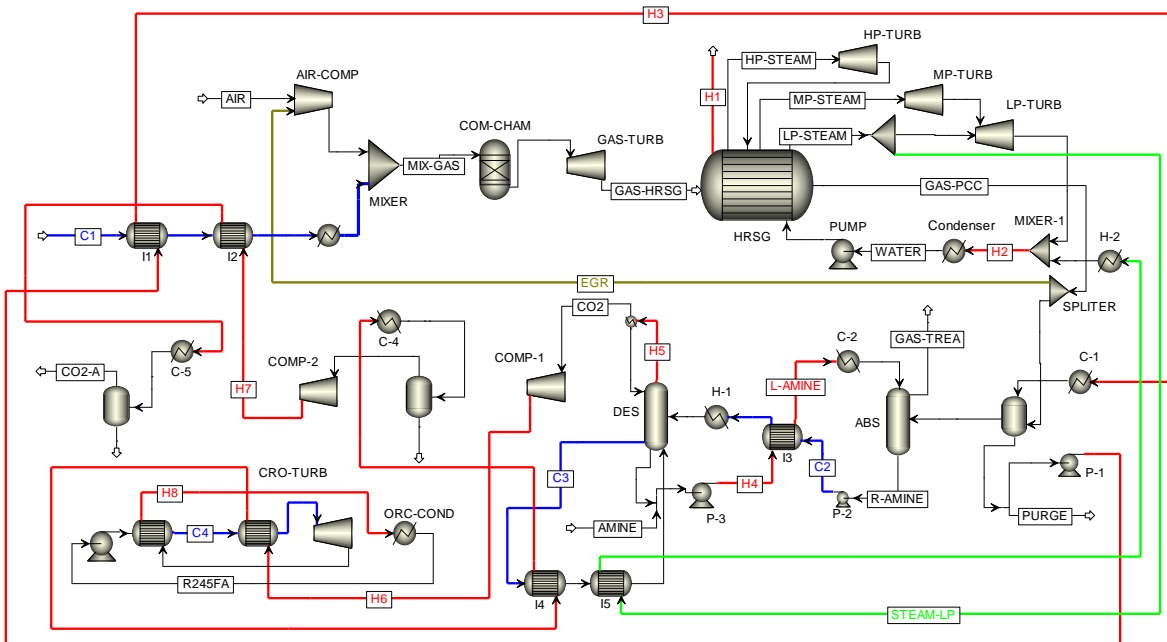 H3
HP-TURB
HP-STEAM
AIR-COMP
MP-TURB
AIR
H1
MP-STEAM
LP-TURB
COM-CHAM
GAS-TURB
LP-STEAM
MIX-GAS
GAS-HRSG
GAS-PCC
MIXER
MIXER-1
C1
HRSG
PUMP
Condenser
H-2
I1
I2
WATER
H2
EGR
SPLITER
CO2
C-4
COMP-2
COMP-1
H5
C-2
GAS-TREA
C-5
CO2-A
H7
L-AMINE
C-1
DES
H-1
ABS
I3
C3
C2
P-1
CRO-TURB
H4
R-AMINE
H8
P-2
ORC-COND
AMINE
P-3
PURGE
C4
R245FA
H6
I4
I5
STEAM-LP